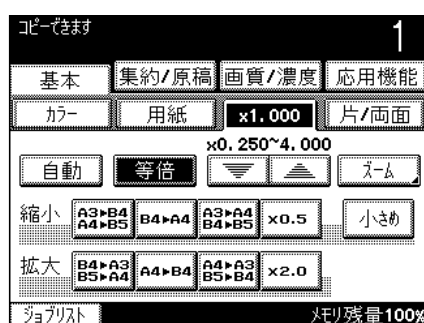 コピーできます
1
基本 集約/原稿 画質/濃度 応用機能
カラー 用紙 x1.000 片/両面
x0.250~4.000
自動 等倍 ズーム
縮小 A3▶B4 A4▶B5 B4▶A4 A3▶A4 B4▶B5 x0.5 小さめ
拡大 B4▶A3 B5▶A4 A4▶B4 A4▶A3 B5▶B4 x2.0
ジョブリスト メモリ残量100%